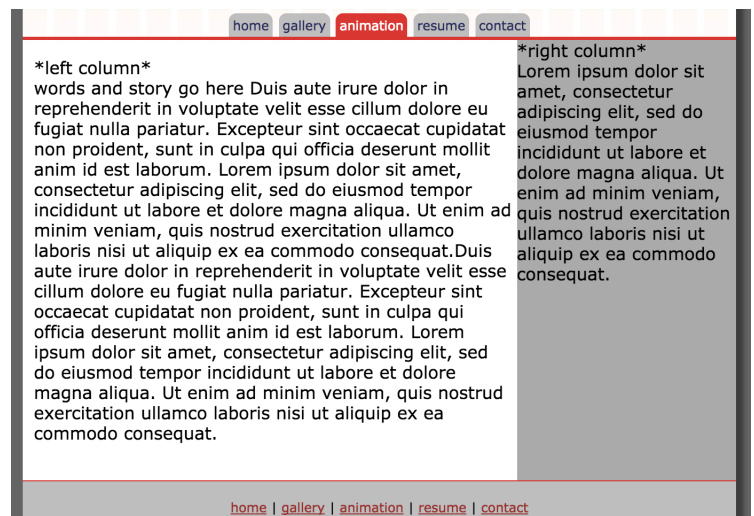 home gallery animation resume contact
*left column*
words and story go here Duis aute irure dolor in
reprehenderit in voluptate velit esse cillum dolore eu
fugiat nulla pariatur. Excepteur sint occaecat cupidatat
non proident, sunt in culpa qui officia deserunt mollit
anim id est laborum. Lorem ipsum dolor sit amet,
consectetur adipiscing elit, sed do eiusmod tempor
incididunt ut labore et dolore magna aliqua. Ut enim ad
minim veniam, quis nostrud exercitation ullamco
laboris nisi ut aliquip ex ea commodo consequat.Duis
aute irure dolor in reprehenderit in voluptate velit esse
cillum dolore eu fugiat nulla pariatur. Excepteur sint
occaecat cupidatat non proident, sunt in culpa qui
officia deserunt mollit anim id est laborum. Lorem
ipsum dolor sit amet, consectetur adipiscing elit, sed
do eiusmod tempor incididunt ut labore et dolore
magna aliqua. Ut enim ad minim veniam, quis nostrud
exercitation ullamco laboris nisi ut aliquip ex ea
commodo consequat.
*right column*
Lorem ipsum dolor sit
amet, consectetur
adipiscing elit, sed do
eiusmod tempor
incididunt ut labore et
dolore magna aliqua. Ut
enim ad minim veniam,
quis nostrud exercitation
ullamco laboris nisi ut
aliquip ex ea commodo
consequat.
home | gallery | animation | resume | contact